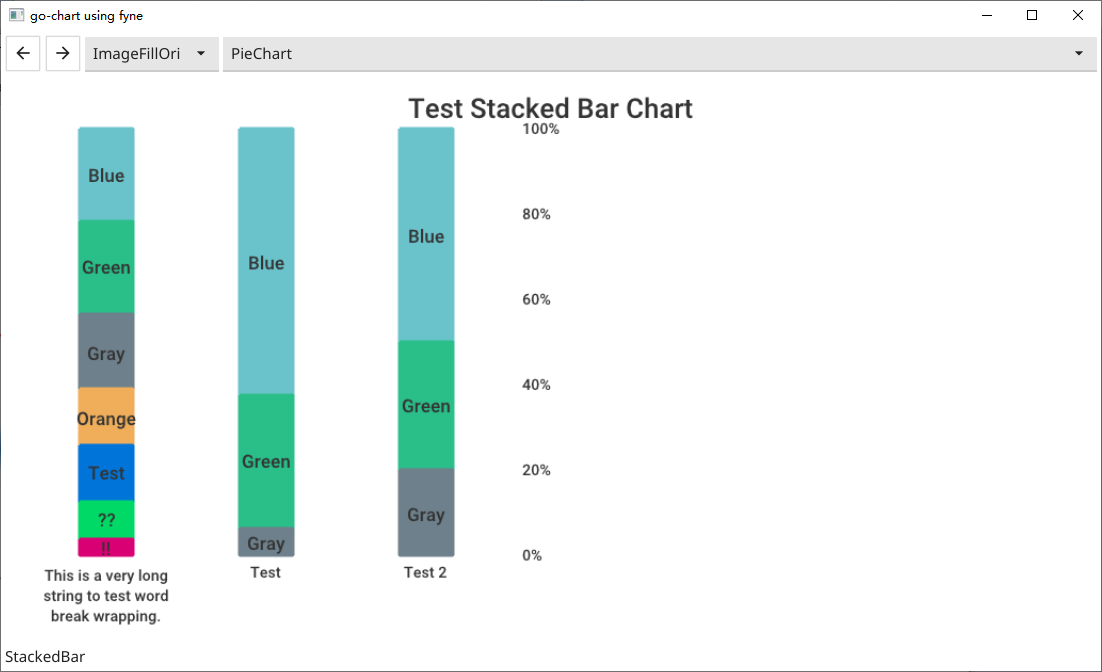 go-chart using fyne
ImageFillOri
PieChart
Test Stacked Bar Chart
100%
80%
60%
40%
20%
0%
Blue
Green
Gray
Orange
Test
??
!!
This is a very long
string to test word
break wrapping.
Blue
Green
Gray
Test
Blue
Green
Gray
Test 2
StackedBar